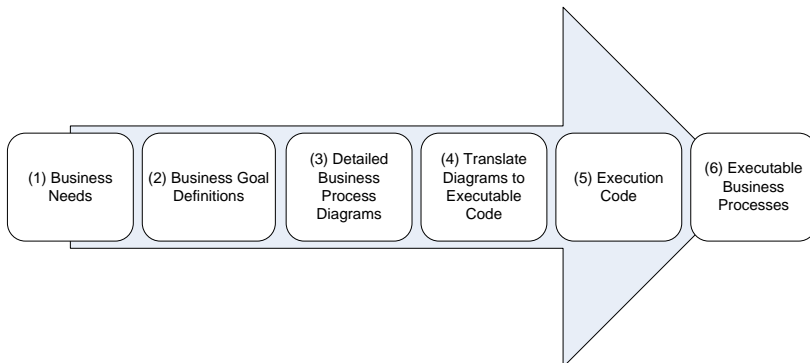 (1) Business
Needs
(2) Business Goal
Definitions
(3) Detailed
Business
Process
Diagrams
(4) Translate
Diagrams to
Executable
Code
(5) Execution
Code
(6) Executable
Business
Processes